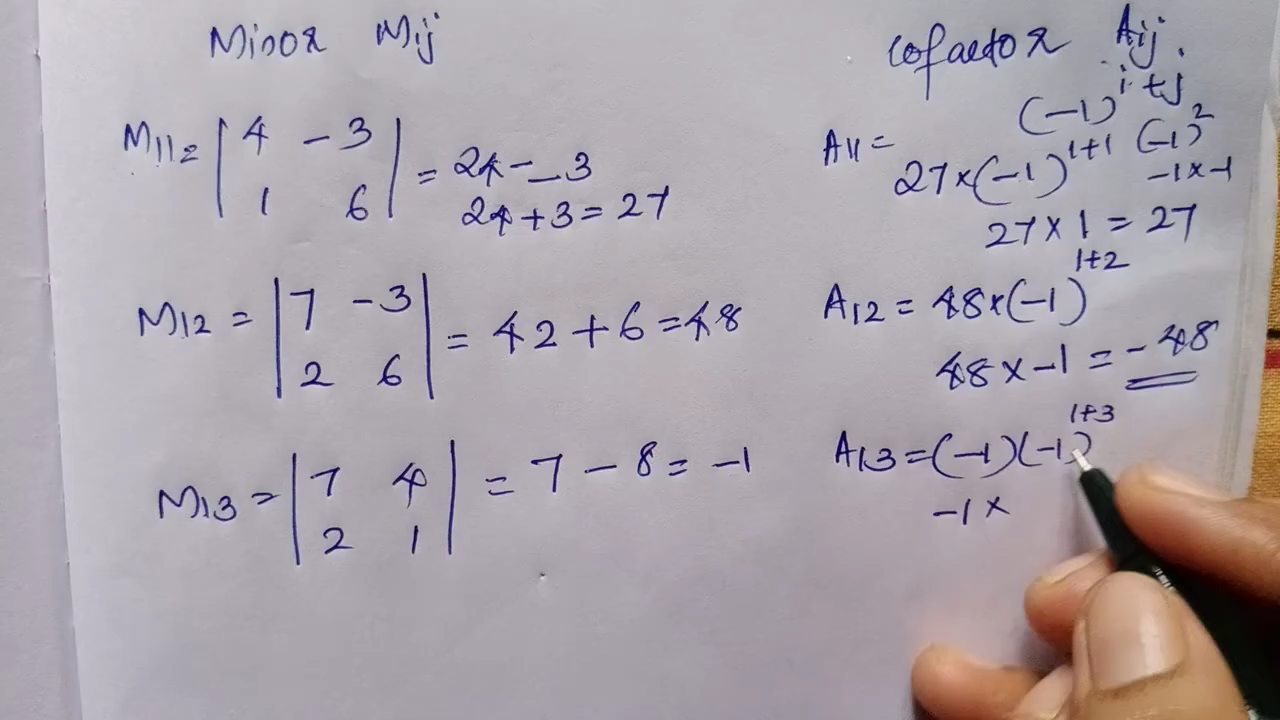 Minor Mij
Cofactor Aij.
(-1)^i+j
M11= | 4 -3 | = 24-_3
| 1 6 | 24+3=27
A11= 27×(-1)^1+1 (-1)^2
-1×-1
27×1=27
M12= | 7 -3 | = 42+6=48
| 2 6 |
A12=48×(-1)^1+2
48×-1=-48
M13= | 7 4 | = 7-8=-1
| 2 1 |
A13=(-1)(-1)^1+3
-1×